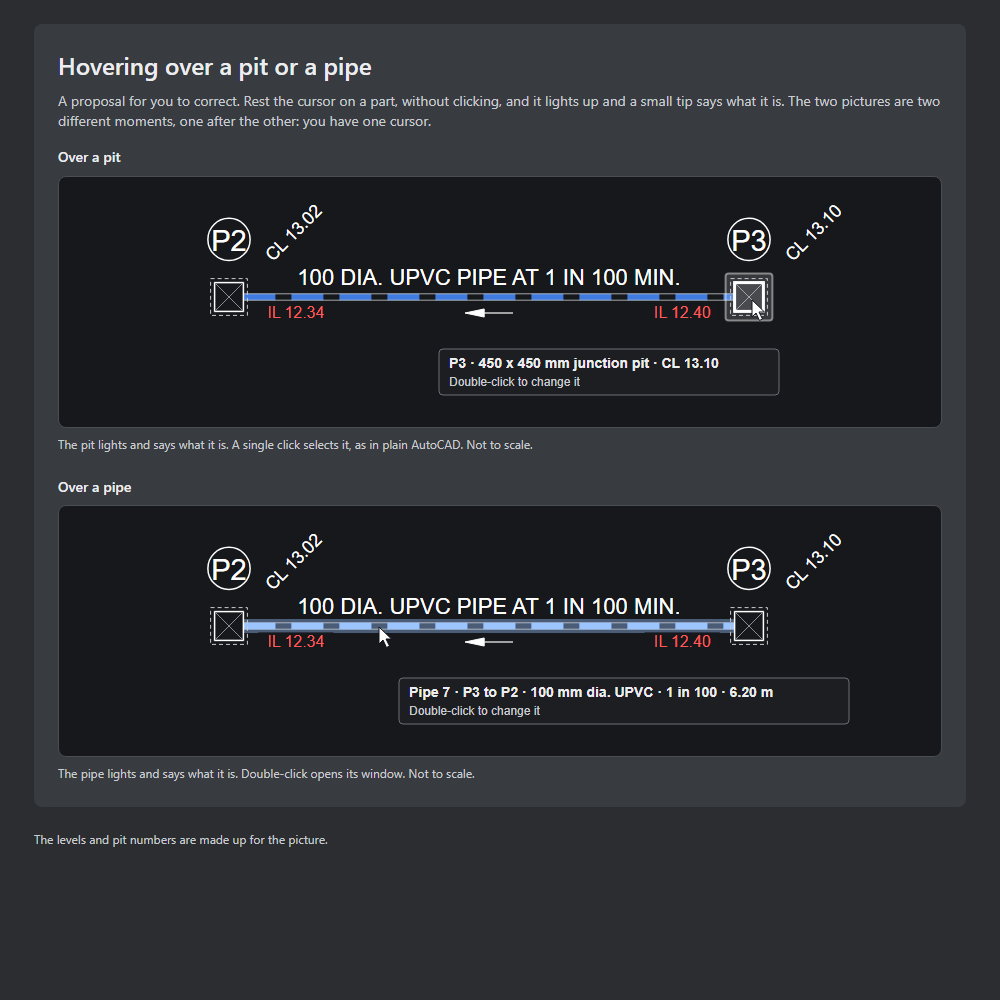 Hovering over a pit or a pipe
A proposal for you to correct. Rest the cursor on a part, without clicking, and it lights up and a small tip says what it is. The two pictures are two
different moments, one after the other: you have one cursor.
Over a pit
P2
CL 13.02
P3
CL 13.10
100 DIA. UPVC PIPE AT 1 IN 100 MIN.
IL 12.34
IL 12.40
P3 · 450 x 450 mm junction pit · CL 13.10
Double-click to change it
The pit lights and says what it is. A single click selects it, as in plain AutoCAD. Not to scale.
Over a pipe
P2
CL 13.02
P3
CL 13.10
100 DIA. UPVC PIPE AT 1 IN 100 MIN.
IL 12.34
IL 12.40
Pipe 7 · P3 to P2 · 100 mm dia. UPVC · 1 in 100 · 6.20 m
Double-click to change it
The pipe lights and says what it is. Double-click opens its window. Not to scale.
The levels and pit numbers are made up for the picture.